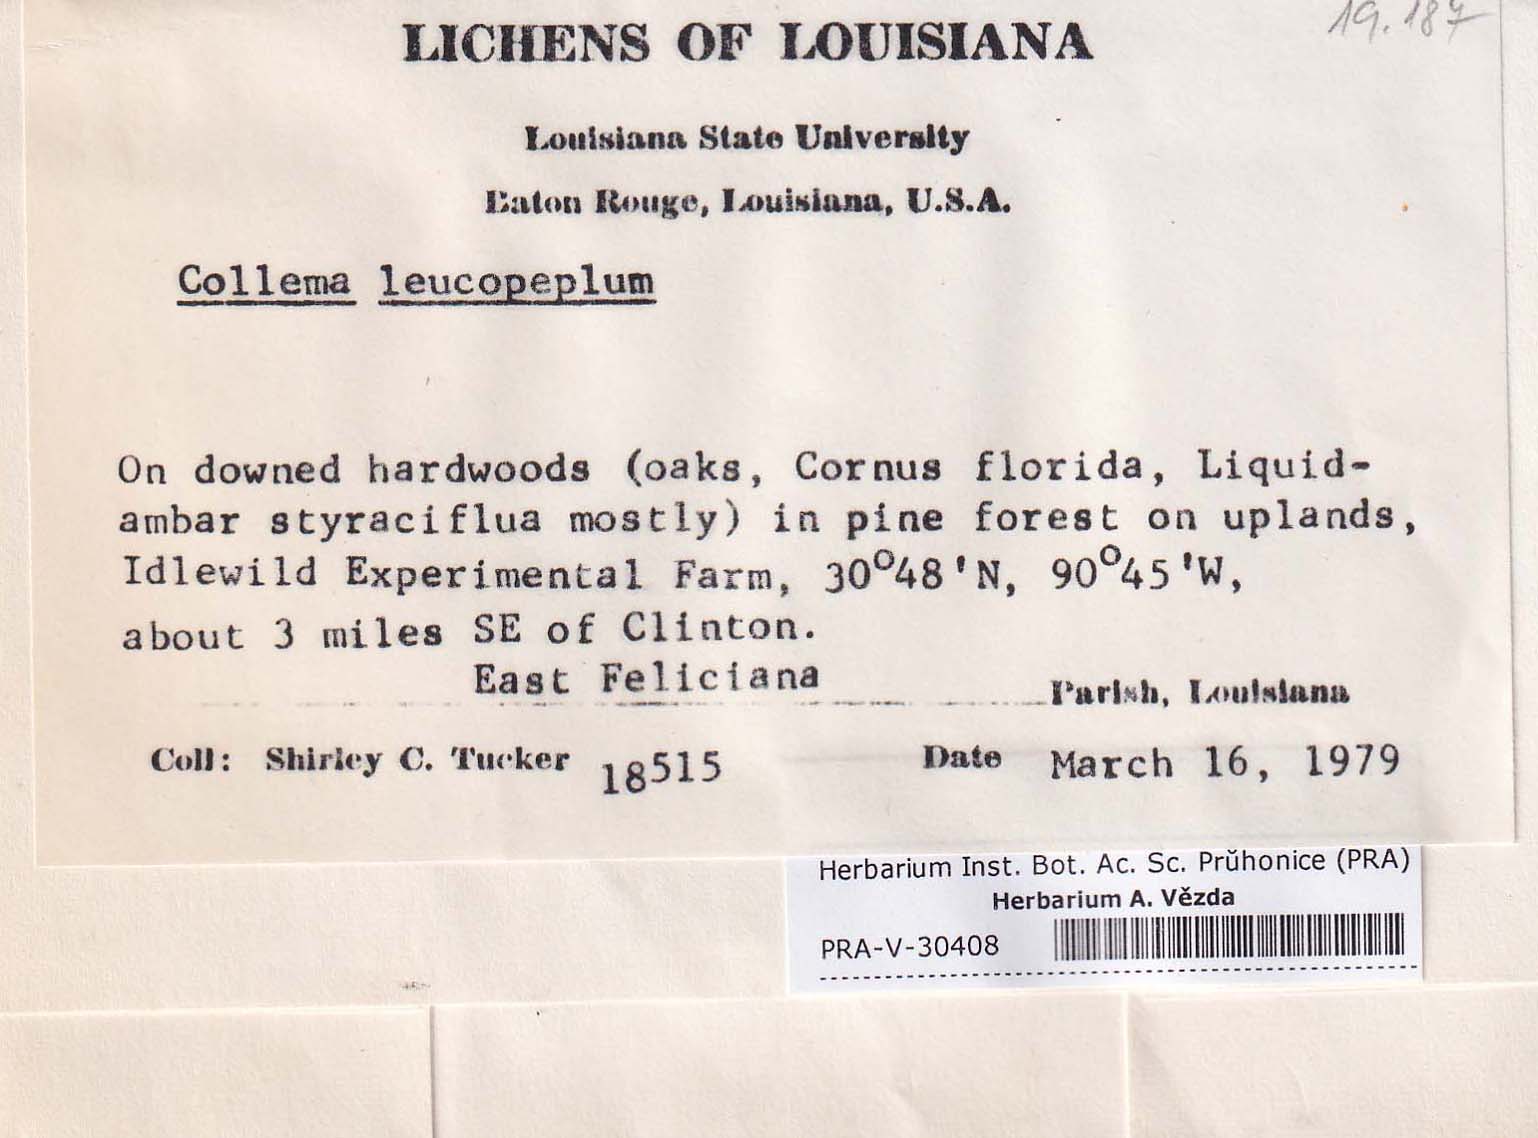 19.187
LICHENS OF LOUISIANA
Louisiana State University
Baton Rouge, Louisiana, U.S.A.
Collema leucopeplum
On downed hardwoods (oaks, Cornus florida, Liquid-
ambar styraciflua mostly) in pine forest on uplands,
Idlewild Experimental Farm, 30°48'N, 90°45'W,
about 3 miles SE of Clinton.
East Feliciana Parish, Louisiana
Coll: Shirley C. Tucker 18515 Date March 16, 1979
Herbarium Inst. Bot. Ac. Sc. Prŭhonice (PRA)
Herbarium A. Vězda
PRA-V-30408